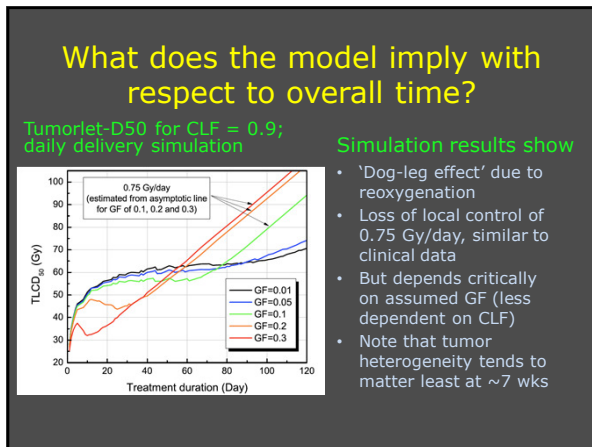 What does the model imply with
respect to overall time?
Tumorlet-D50 for CLF = 0.9;
daily delivery simulation
TLCD50 (Gy)
100
90
80
70
60
50
40
30
20
0.75 Gy/day
(estimated from asymptotic line
for GF of 0.1, 0.2 and 0.3)
GF=0.01
GF=0.05
GF=0.1
GF=0.2
GF=0.3
0 20 40 60 80 100 120
Treatment duration (Day)
Simulation results show
• ‘Dog-leg effect’ due to
reoxygenation
• Loss of local control of
0.75 Gy/day, similar to
clinical data
• But depends critically
on assumed GF (less
dependent on CLF)
• Note that tumor
heterogeneity tends to
matter least at ~7 wks